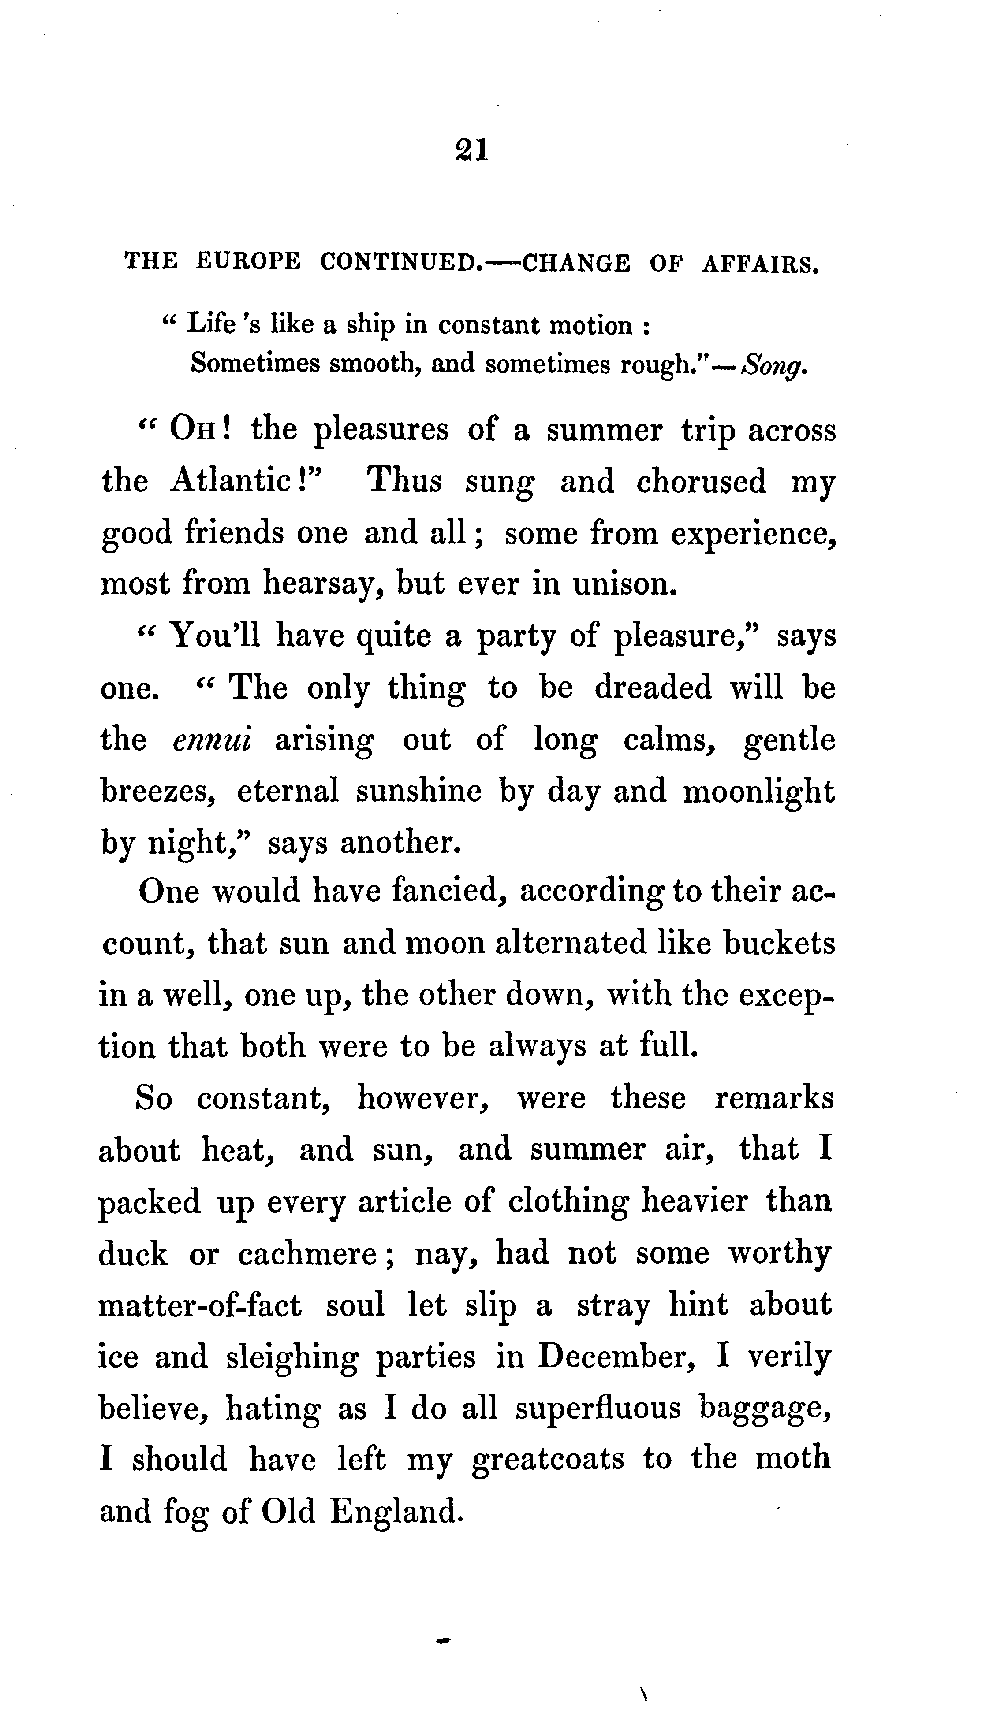 21
THE EUROPE CONTINUED.—CHANGE OF AFFAIRS.
“ Life 's like a ship in constant motion :
Sometimes smooth, and sometimes rough.”—Song.
“ OH! the pleasures of a summer trip across
the Atlantic!” Thus sung and chorused my
good friends one and all; some from experience,
most from hearsay, but ever in unison.
“ You’ll have quite a party of pleasure,” says
one. “ The only thing to be dreaded will be
the ennui arising out of long calms, gentle
breezes, eternal sunshine by day and moonlight
by night,” says another.
One would have fancied, according to their ac-
count, that sun and moon alternated like buckets
in a well, one up, the other down, with the excep-
tion that both were to be always at full.
So constant, however, were these remarks
about heat, and sun, and summer air, that I
packed up every article of clothing heavier than
duck or cachmere; nay, had not some worthy
matter-of-fact soul let slip a stray hint about
ice and sleighing parties in December, I verily
believe, hating as I do all superfluous baggage,
I should have left my greatcoats to the moth
and fog of Old England.